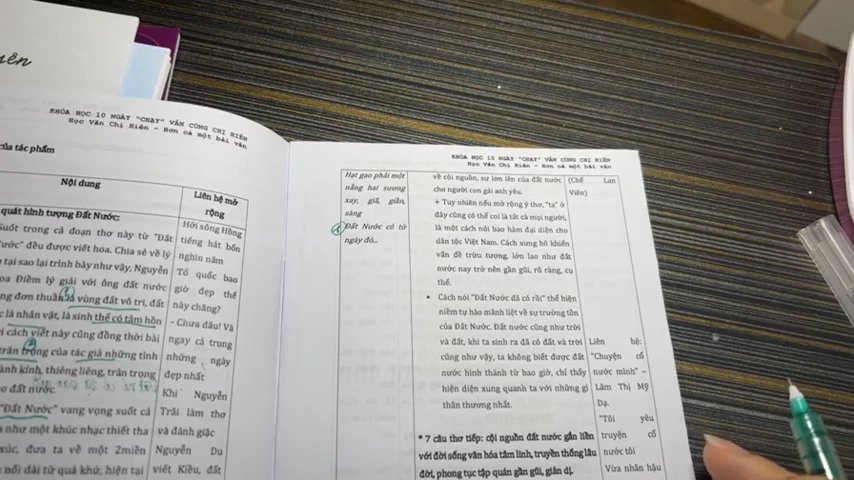 KHÓA HỌC 10 NGÀY "CHẠY" VĂN CÙNG CHỊ HIÊN
Học Văn Chị Hiên – Hơn cả một bài văn
của tác phẩm
Nội dung
Liên hệ mở
rộng
quát hình tượng Đất Nước:
Suốt trong cả đoạn thơ này từ "Đất
Nước" đều được viết hoa. Chia sẻ về lý
tại sao lại trình bày như vậy, Nguyễn
Khoa Điềm lý giải với ông đất nước
đơn thuần là vùng đất vô tri, đất
là nhân vật, là sinh thể có tâm hồn
cách viết này cũng đồng thời bài
trân trọng của tác giả những tình
thành kính, thiêng liêng, trân trọng
đất nước.
"Đất Nước" vang vọng suốt cả
như một khúc nhạc thiết tha
xúc, đưa ta về một 2miền
nối dài từ quá khứ, hiện tại
Hỡi sông Hồng
tiếng hát bốn
nghìn năm
Tổ quốc bao
giờ đẹp thế
này chăng?
- Chưa đâu! Và
ngay cả trong
những ngày
đẹp nhất
Khi Nguyễn
Trãi làm thơ
và đánh giặc
Nguyễn Du
viết Kiều, đất
KHÓA HỌC 10 NGÀY "CHẠY" VĂN CÙNG CHỊ HIÊN
Học Văn Chị Hiên – Hơn cả một bài văn
Hạt gạo phải một
nắng hai sương
xay, giã, giần,
sàng
Đất Nước có từ
ngày đó...
về cội nguồn, sự lớn lên của đất nước
cho người con gái anh yêu.
+ Tuy nhiên nếu mở rộng ý thơ, "ta" ở
đây cũng có thể coi là tất cả mọi người,
là một cách nói bao hàm đại diện cho
dân tộc Việt Nam. Cách xưng hô khiến
vấn đề trừu tượng, lớn lao như đất
nước nay trở nên gần gũi, rõ ràng, cụ
thể.
• Cách nói "Đất Nước đã có rồi" thể hiện
niềm tự hào mãnh liệt về sự trường tồn
của Đất Nước. Đất nước cũng như trời
và đất, khi ta sinh ra đã có đất và trời
cũng như vậy, ta không biết được đất
nước hình thành từ bao giờ, chỉ thấy
hiện diện xung quanh ta với những gì
thân thương nhất.
* 7 câu thơ tiếp: cội nguồn đất nước gắn liền
với đời sống văn hóa tâm linh, truyền thống lâu
đời, phong tục tập quán gần gũi, giản dị.
(Chế Lan
Viên)
Liên hệ:
"Chuyện cổ
nước mình" –
Lâm Thị Mỹ
Dạ.
"Tôi yêu
truyện cổ
nước tôi
Vừa nhân hậu